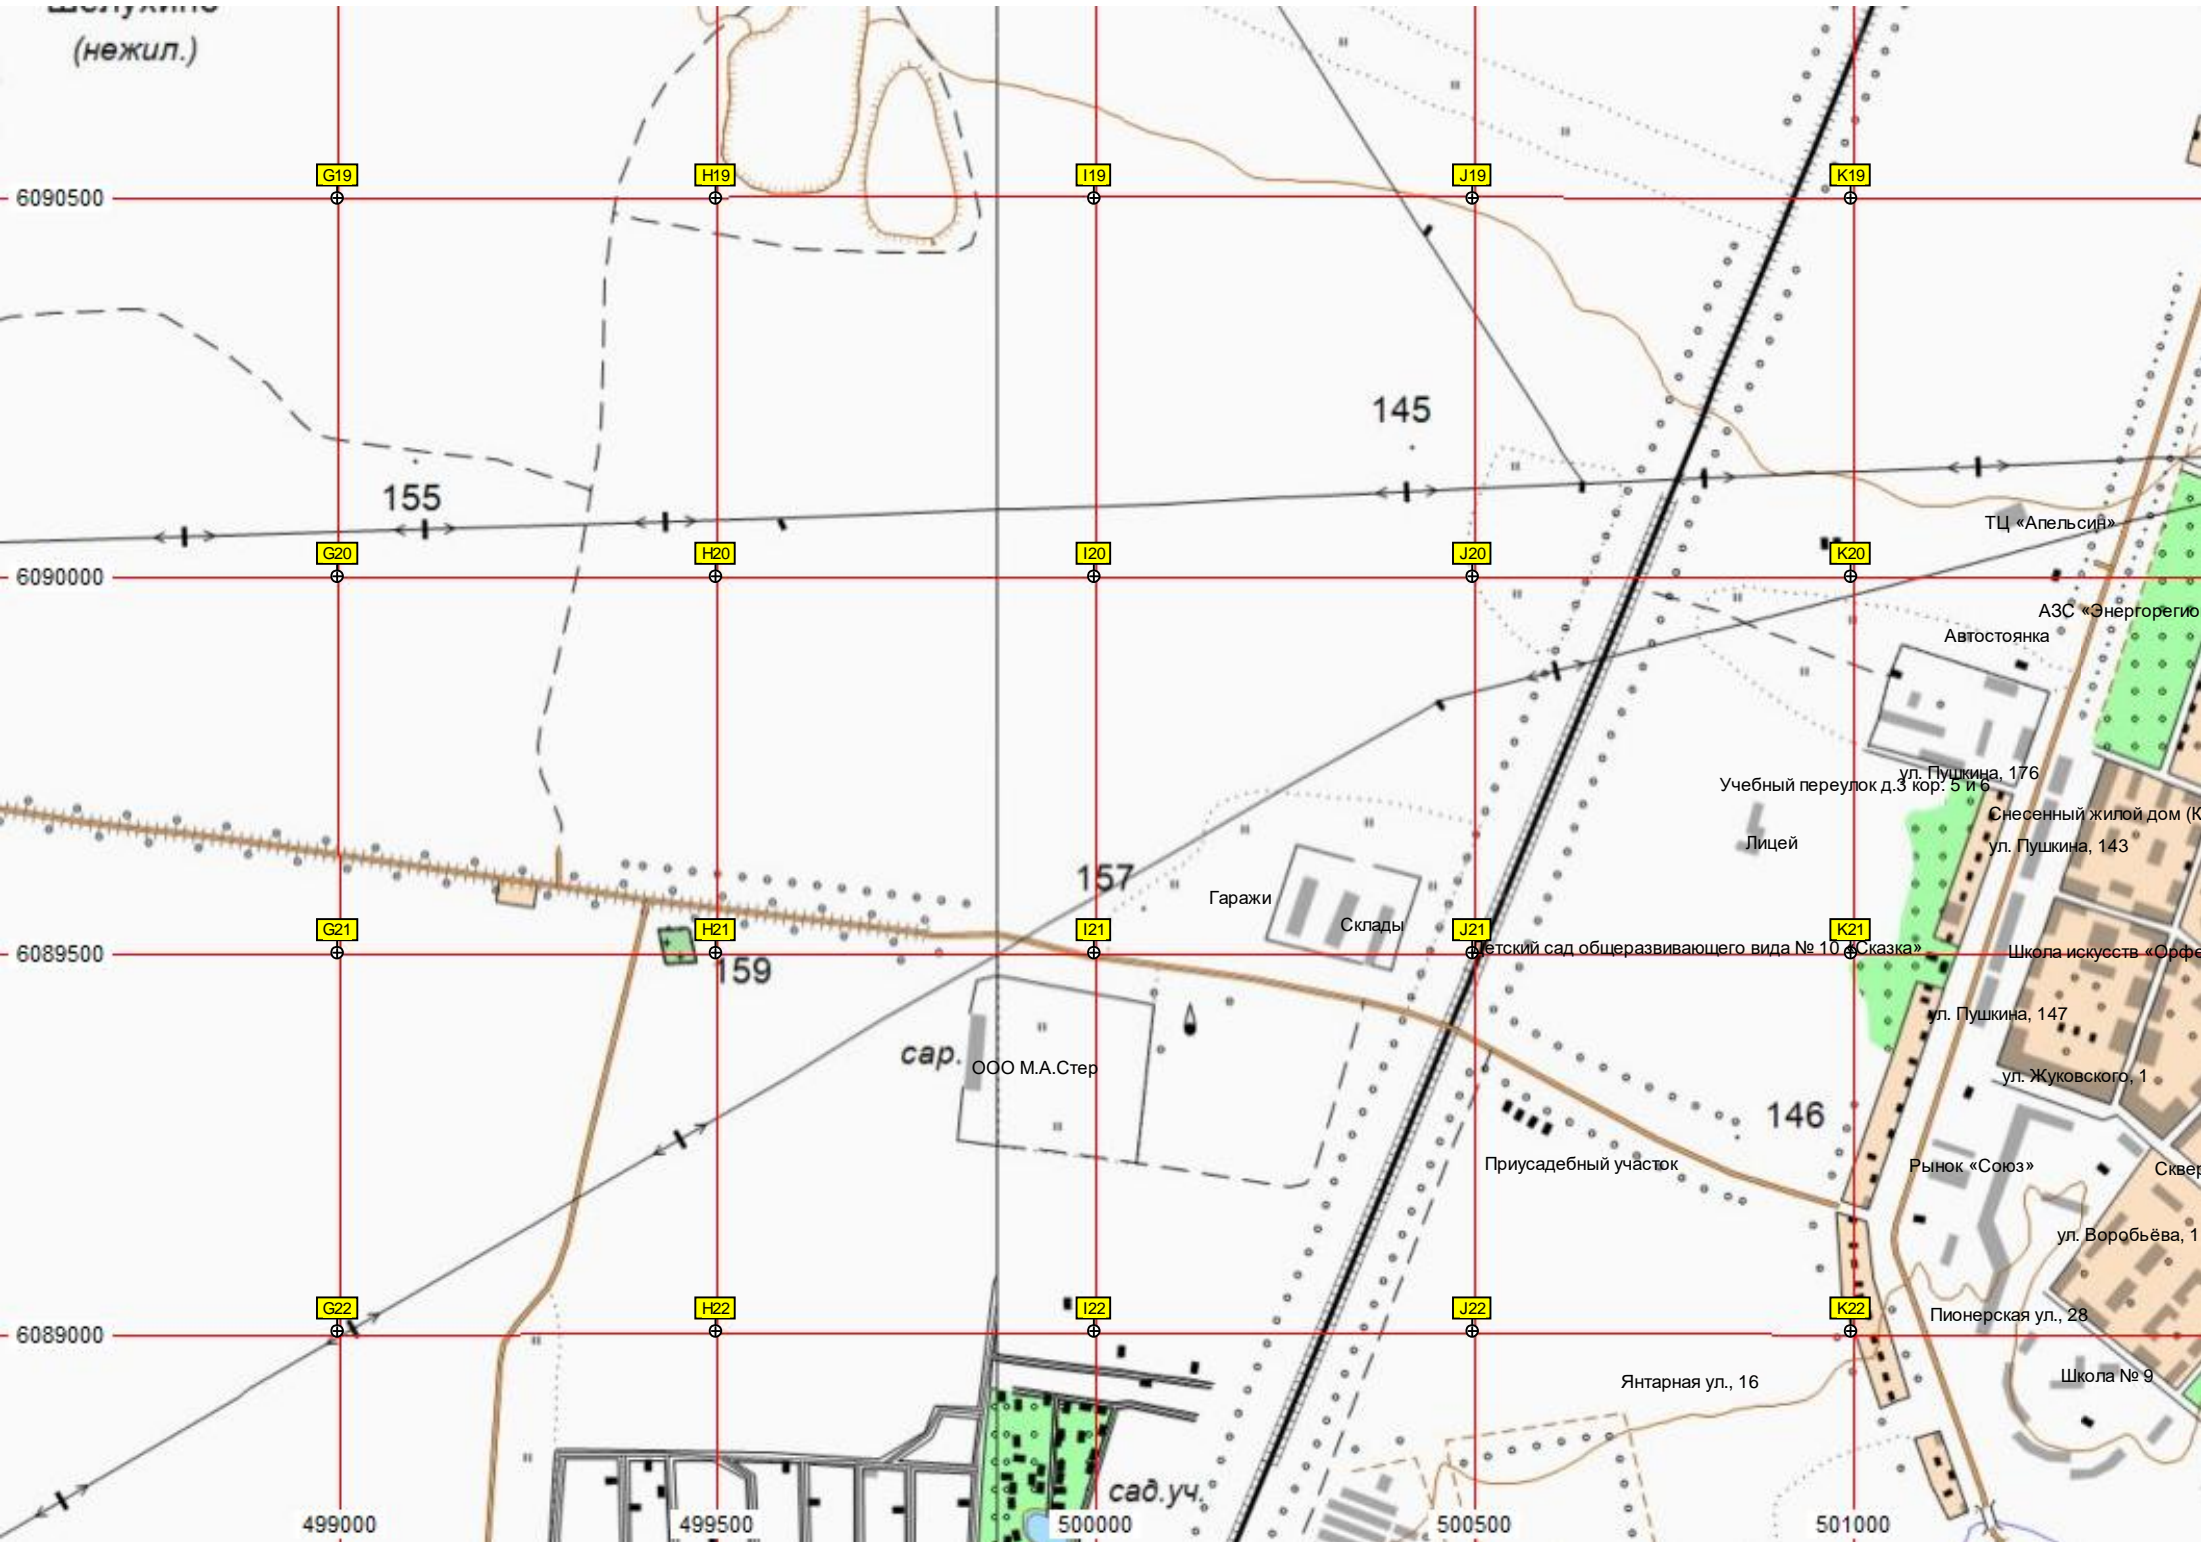 (нежил.)
G19
H19
I19
J19
K19
6090500
145
155
ТЦ «Апельсин»
G20
H20
I20
J20
K20
6090000
АЗС «Энергорегио
Автостоянка
ул. Пушкина, 176
Учебный переулок д.3 кор. 5 и 6
Снесенный жилой дом (К
Лицей
ул. Пушкина, 143
157
Гаражи
Склады
G21
H21
I21
J21
K21
6089500
Детский сад общеразвивающего вида № 10 «Сказка»
Школа искусств «Орфе
159
ул. Пушкина, 147
сар.
ООО М.А.Стер
ул. Жуковского, 1
146
Приусадебный участок
Рынок «Союз»
Сквер
ул. Воробьёва, 1
G22
H22
I22
J22
K22
6089000
Пионерская ул., 28
Школа № 9
Янтарная ул., 16
сад.уч.
499000
499500
500000
500500
501000